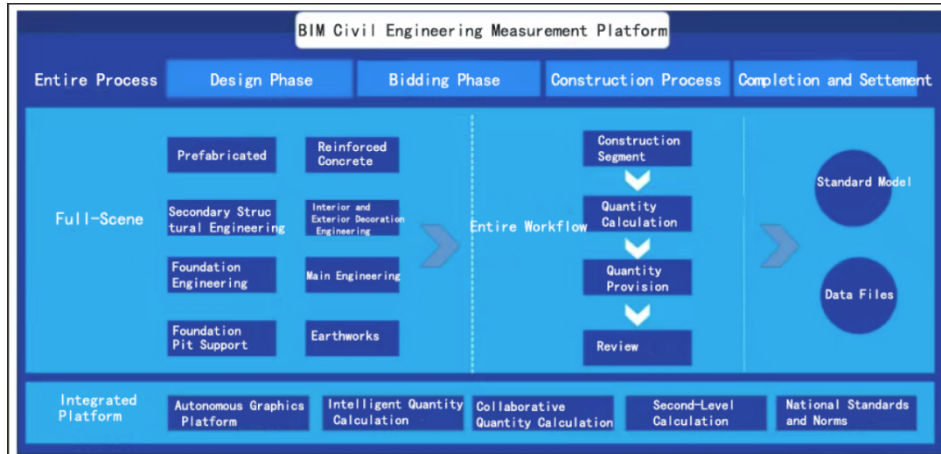 BIM Civil Engineering Measurement Platform
Entire Process
Design Phase
Bidding Phase
Construction Process
Completion and Settement
Full-Scene
Prefabricated
Reinforced
Concrete
Secondary Struc
tural Engineering
Interior and
Exterior Decoration
Engineering
Foundation
Engineering
Main Engineering
Foundation
Pit Support
Earthworks
Entire Workflow
Construction
Segment
Quantity
Calculation
Quantity
Provision
Review
Standard Model
Data Files
Integrated
Platform
Autonomous Graphics
Platform
Intelligent Quantity
Calculation
Collaborative
Quantity Calculation
Second-Level
Calculation
National Standards
and Norms